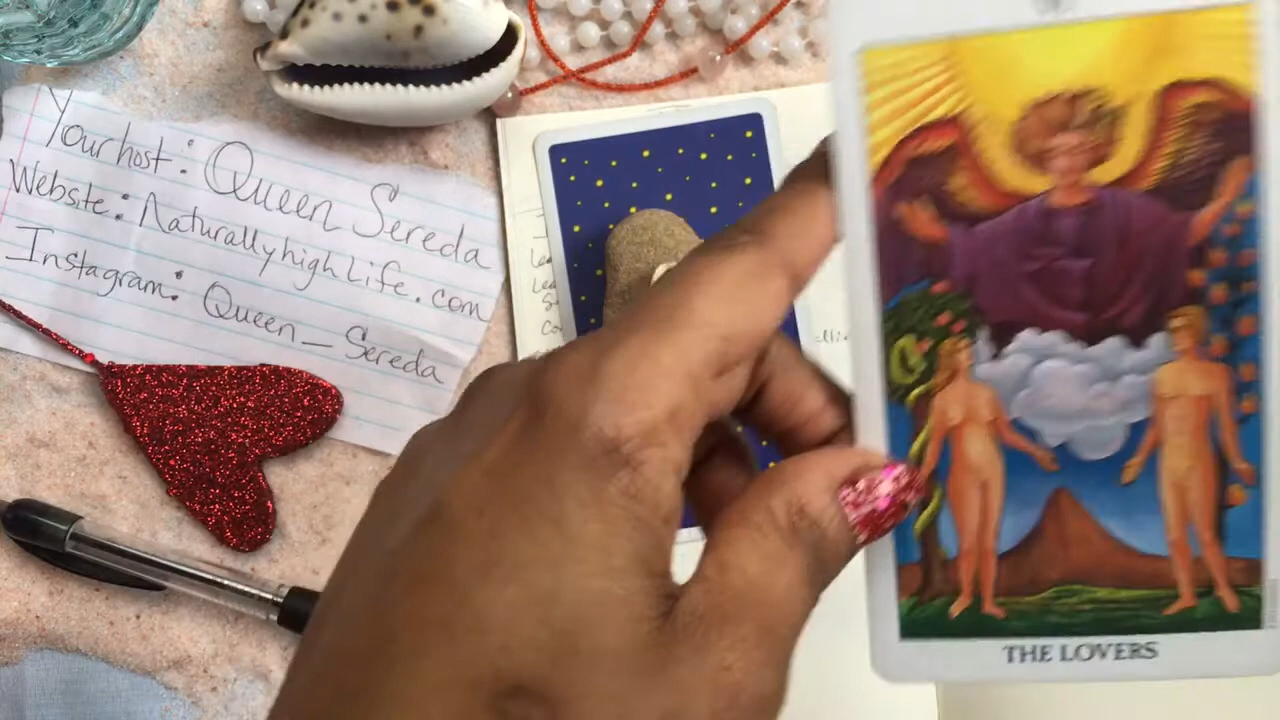 Your host: Queen Sereda
Website: NaturallyhighLife.com
Instagram: Queen_Sereda
THE LOVERS